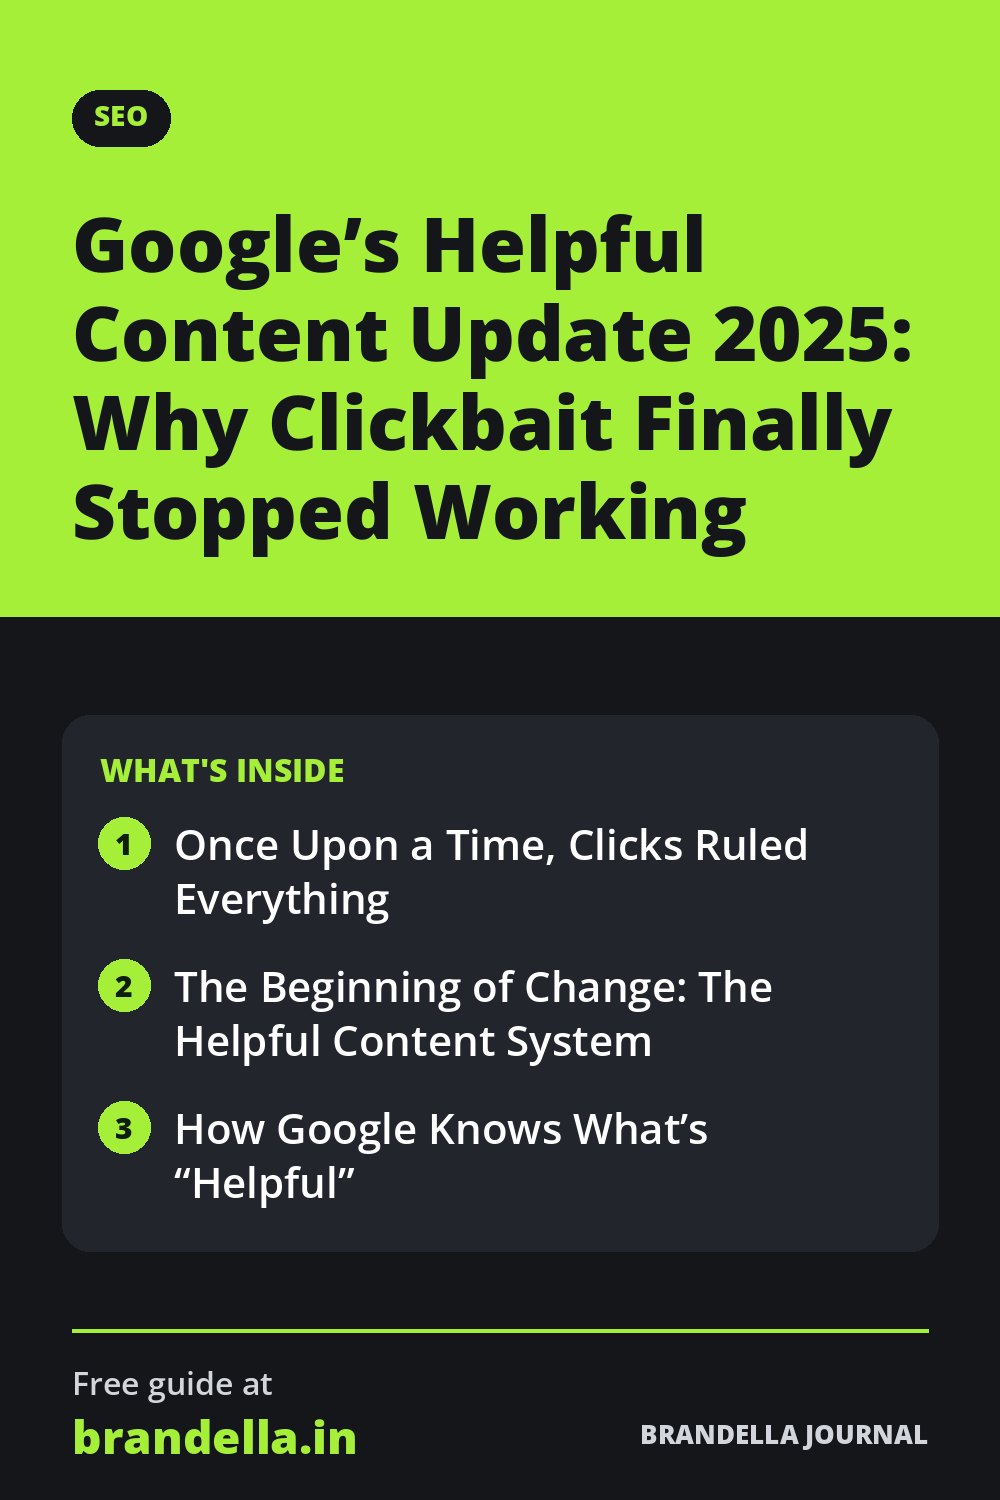 SEO
Google’s Helpful
Content Update 2025:
Why Clickbait Finally
Stopped Working
WHAT'S INSIDE
1 Once Upon a Time, Clicks Ruled
Everything
2 The Beginning of Change: The
Helpful Content System
3 How Google Knows What’s
“Helpful”
Free guide at
brandella.in
BRANDELLA JOURNAL